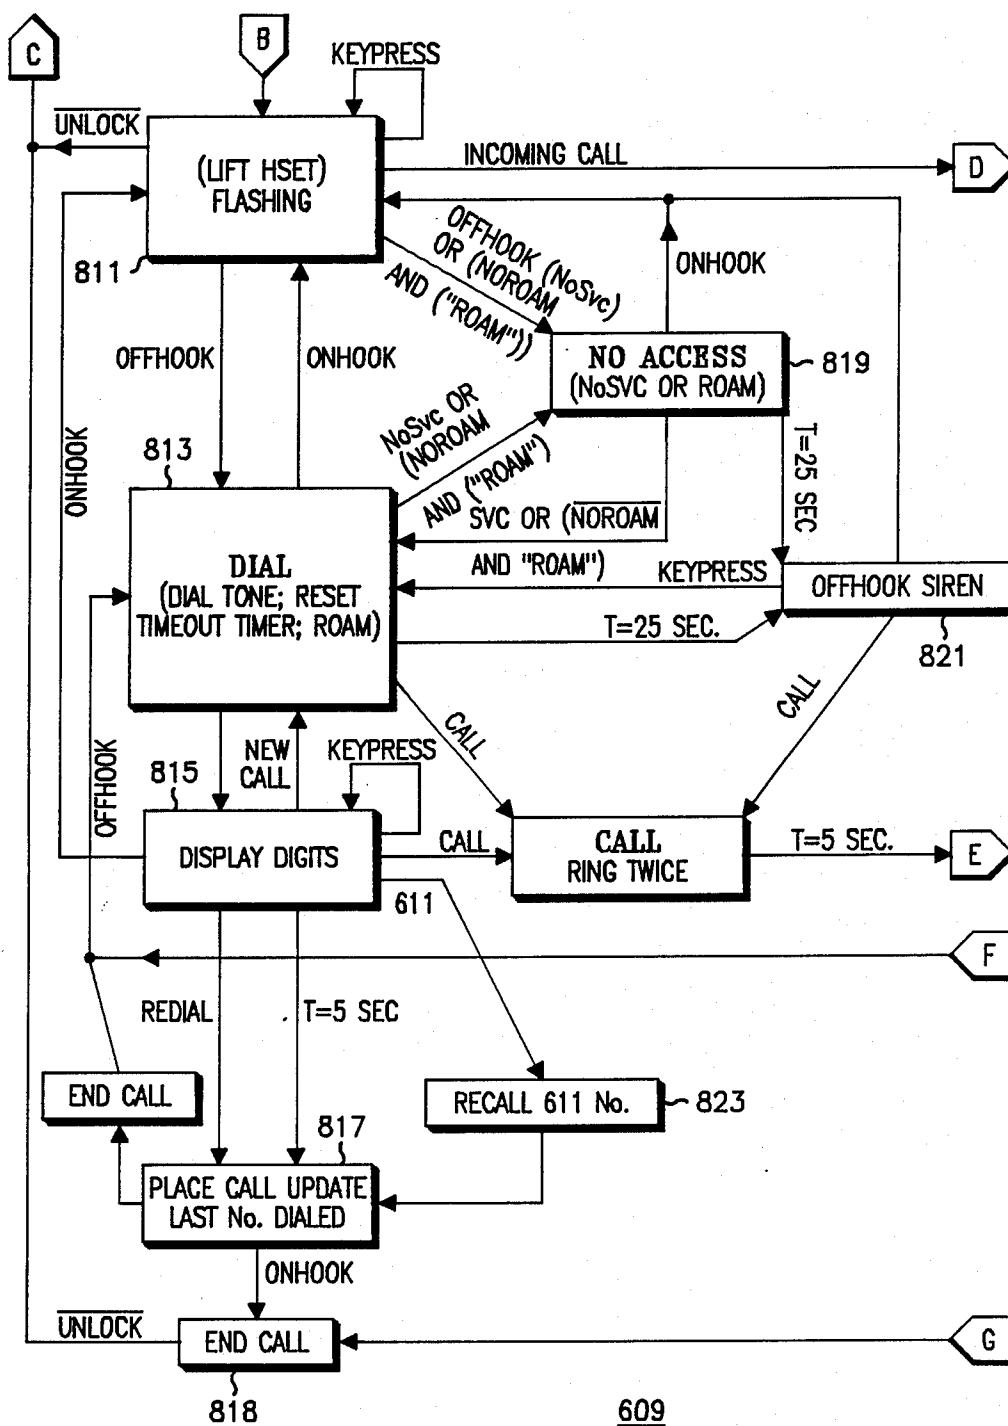 C
B
KEYPRESS
UNLOCK
(LIFT HSET)
FLASHING
INCOMING CALL
D
811
OFFHOOK (NoSvc)
OR (NOROAM
AND ("ROAM"))
ONHOOK
OFFHOOK
ONHOOK
NO ACCESS
(NoSVC OR ROAM)
819
ONHOOK
813
NoSvc OR
(NOROAM
AND ("ROAM")
T=25 SEC
SVC OR (NOROAM
AND "ROAM")
DIAL
(DIAL TONE; RESET
TIMEOUT TIMER; ROAM)
KEYPRESS
OFFHOOK SIREN
T=25 SEC.
821
CALL
CALL
OFFHOOK
NEW
CALL
KEYPRESS
815
DISPLAY DIGITS
CALL
CALL
RING TWICE
T=5 SEC.
E
611
F
REDIAL
T=5 SEC
END CALL
RECALL 611 No.
823
817
PLACE CALL UPDATE
LAST No. DIALED
ONHOOK
UNLOCK
END CALL
G
818
609